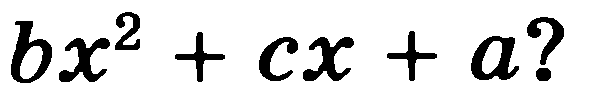 bx² + cx + a?